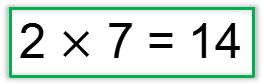 2 × 7 = 14